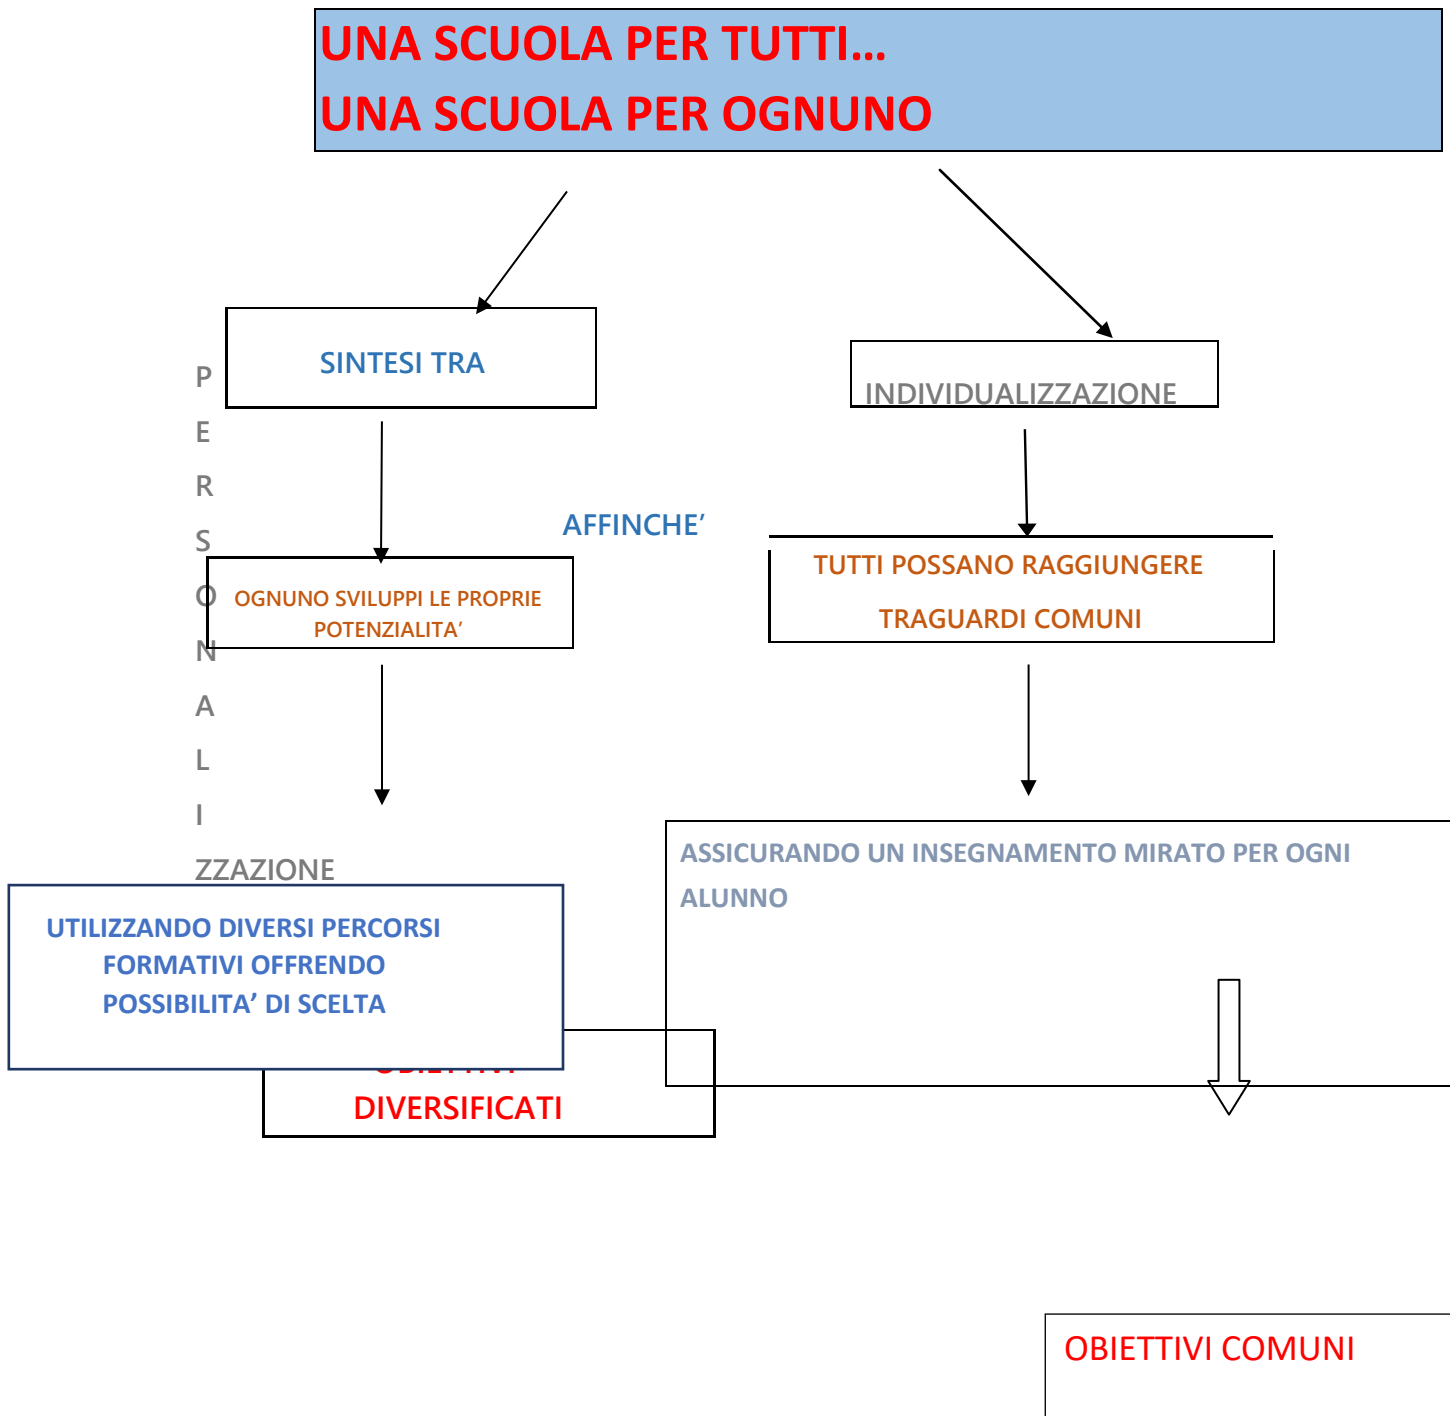 UNA SCUOLA PER TUTTI...
UNA SCUOLA PER OGNUNO
SINTESI TRA
INDIVIDUALIZZAZIONE
P
E
R
S
O
N
A
L
I
ZZAZIONE
AFFINCHE’
OGNUNO SVILUPPI LE PROPRIE
POTENZIALITA’
TUTTI POSSANO RAGGIUNGERE
TRAGUARDI COMUNI
UTILIZZANDO DIVERSI PERCORSI
FORMATIVI OFFRENDO
POSSIBILITA’ DI SCELTA
ASSICURANDO UN INSEGNAMENTO MIRATO PER OGNI
ALUNNO
DIVERSIFICATI
OBIETTIVI COMUNI